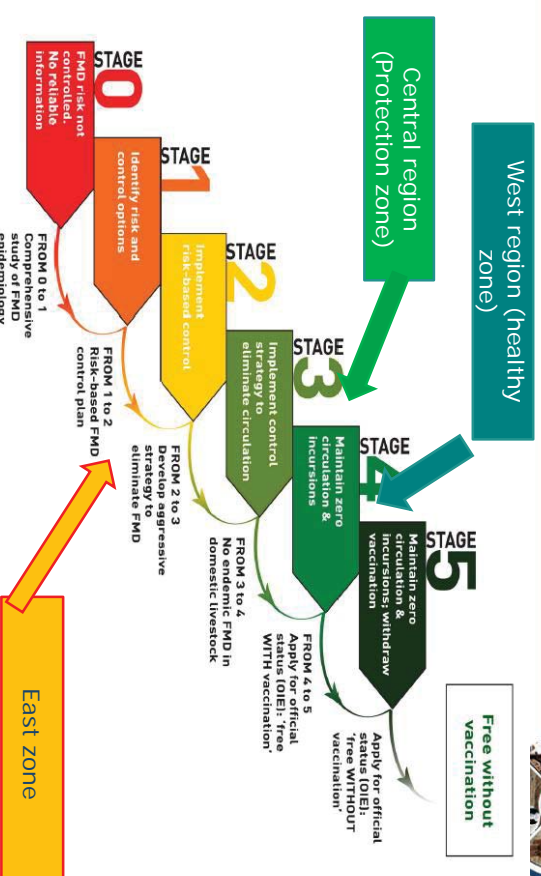 STAGE
0
FMD risk not
controlled.
No reliable
information
FROM 0 to 1
Comprehensive
study of FMD
epidemiology
STAGE
1
Identify risk and
control options
FROM 1 to 2
Risk-based FMD
control plan
STAGE
2
Implement
risk-based control
FROM 2 to 3
Develop aggressive
strategy to
eliminate FMD
STAGE
3
Implement control
strategy to
eliminate circulation
FROM 3 to 4
No endemic FMD in
domestic livestock
STAGE
4
Maintain zero
circulation &
incursions
FROM 4 to 5
Apply for official
status (OIE): 'free
WITH vaccination'
STAGE
5
Maintain zero
circulation &
incursions; withdraw
vaccination
Apply for official
status (OIE):
'free WITHOUT
vaccination'
Free without
vaccination
Central region
(Protection zone)
West region (healthy
zone)
East zone